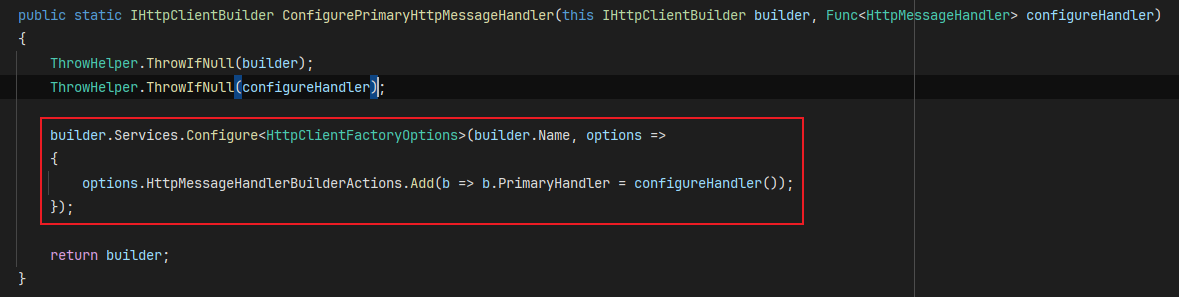 public static IHttpClientBuilder ConfigurePrimaryHttpMessageHandler(this IHttpClientBuilder builder, Func<HttpMessageHandler> configureHandler)
{
ThrowHelper.ThrowIfNull(builder);
ThrowHelper.ThrowIfNull(configureHandler);
builder.Services.Configure<HttpClientFactoryOptions>(builder.Name, options =>
{
options.HttpMessageHandlerBuilderActions.Add(b => b.PrimaryHandler = configureHandler());
});
return builder;
}